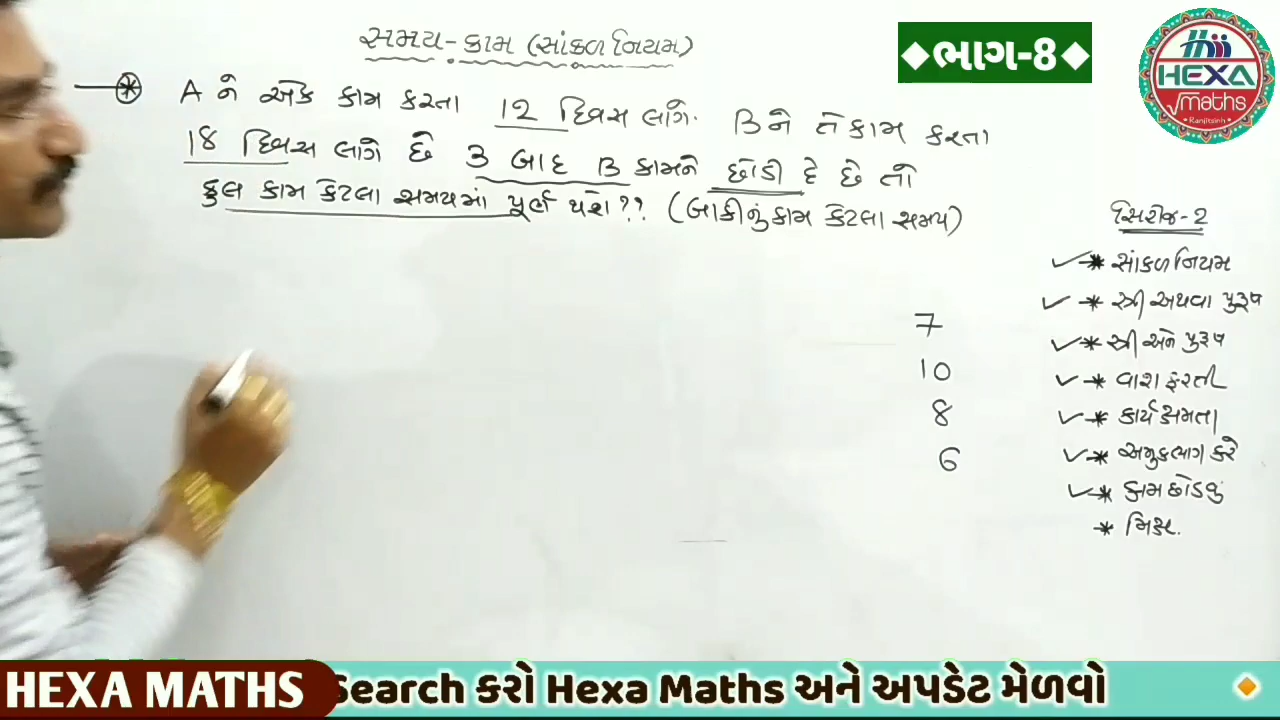 સમય-કામ (સાંકળ નિયમ)
◆ભાગ-8◆
HEXA
Maths
Ranjitsinh
A ને એક કામ કરતા 12 દિવસ લાગે. B ને તે કામ કરતા
18 દિવસ લાગે છે 3 બાદ B કામને છોડી દે છે તો
કુલ કામ કેટલા સમયમાં પૂર્ણ થશે?? (બાકીનું કામ કેટલા સમય)
સિરીજ-2
* સાંકળ નિયમ
* સ્ત્રી અથવા પુરૂષ
* સ્ત્રી અને પુરૂષ
* વારા ફરતી
* કાર્યક્ષમતા
* અમુકભાગ કરે
* કામ છોડવું
* મિક્સ.
7
10
8
6
HEXA MATHS Search કરો Hexa Maths અને અપડેટ મેળવો